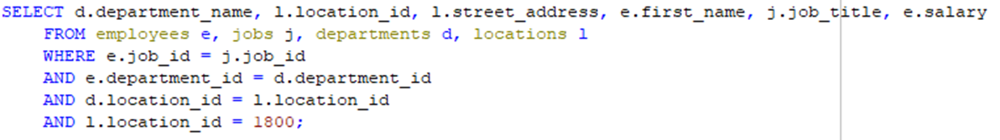 SELECT d.department_name, l.location_id, l.street_address, e.first_name, j.job_title, e.salary
FROM employees e, jobs j, departments d, locations l
WHERE e.job_id = j.job_id
AND e.department_id = d.department_id
AND d.location_id = l.location_id
AND l.location_id = 1800;